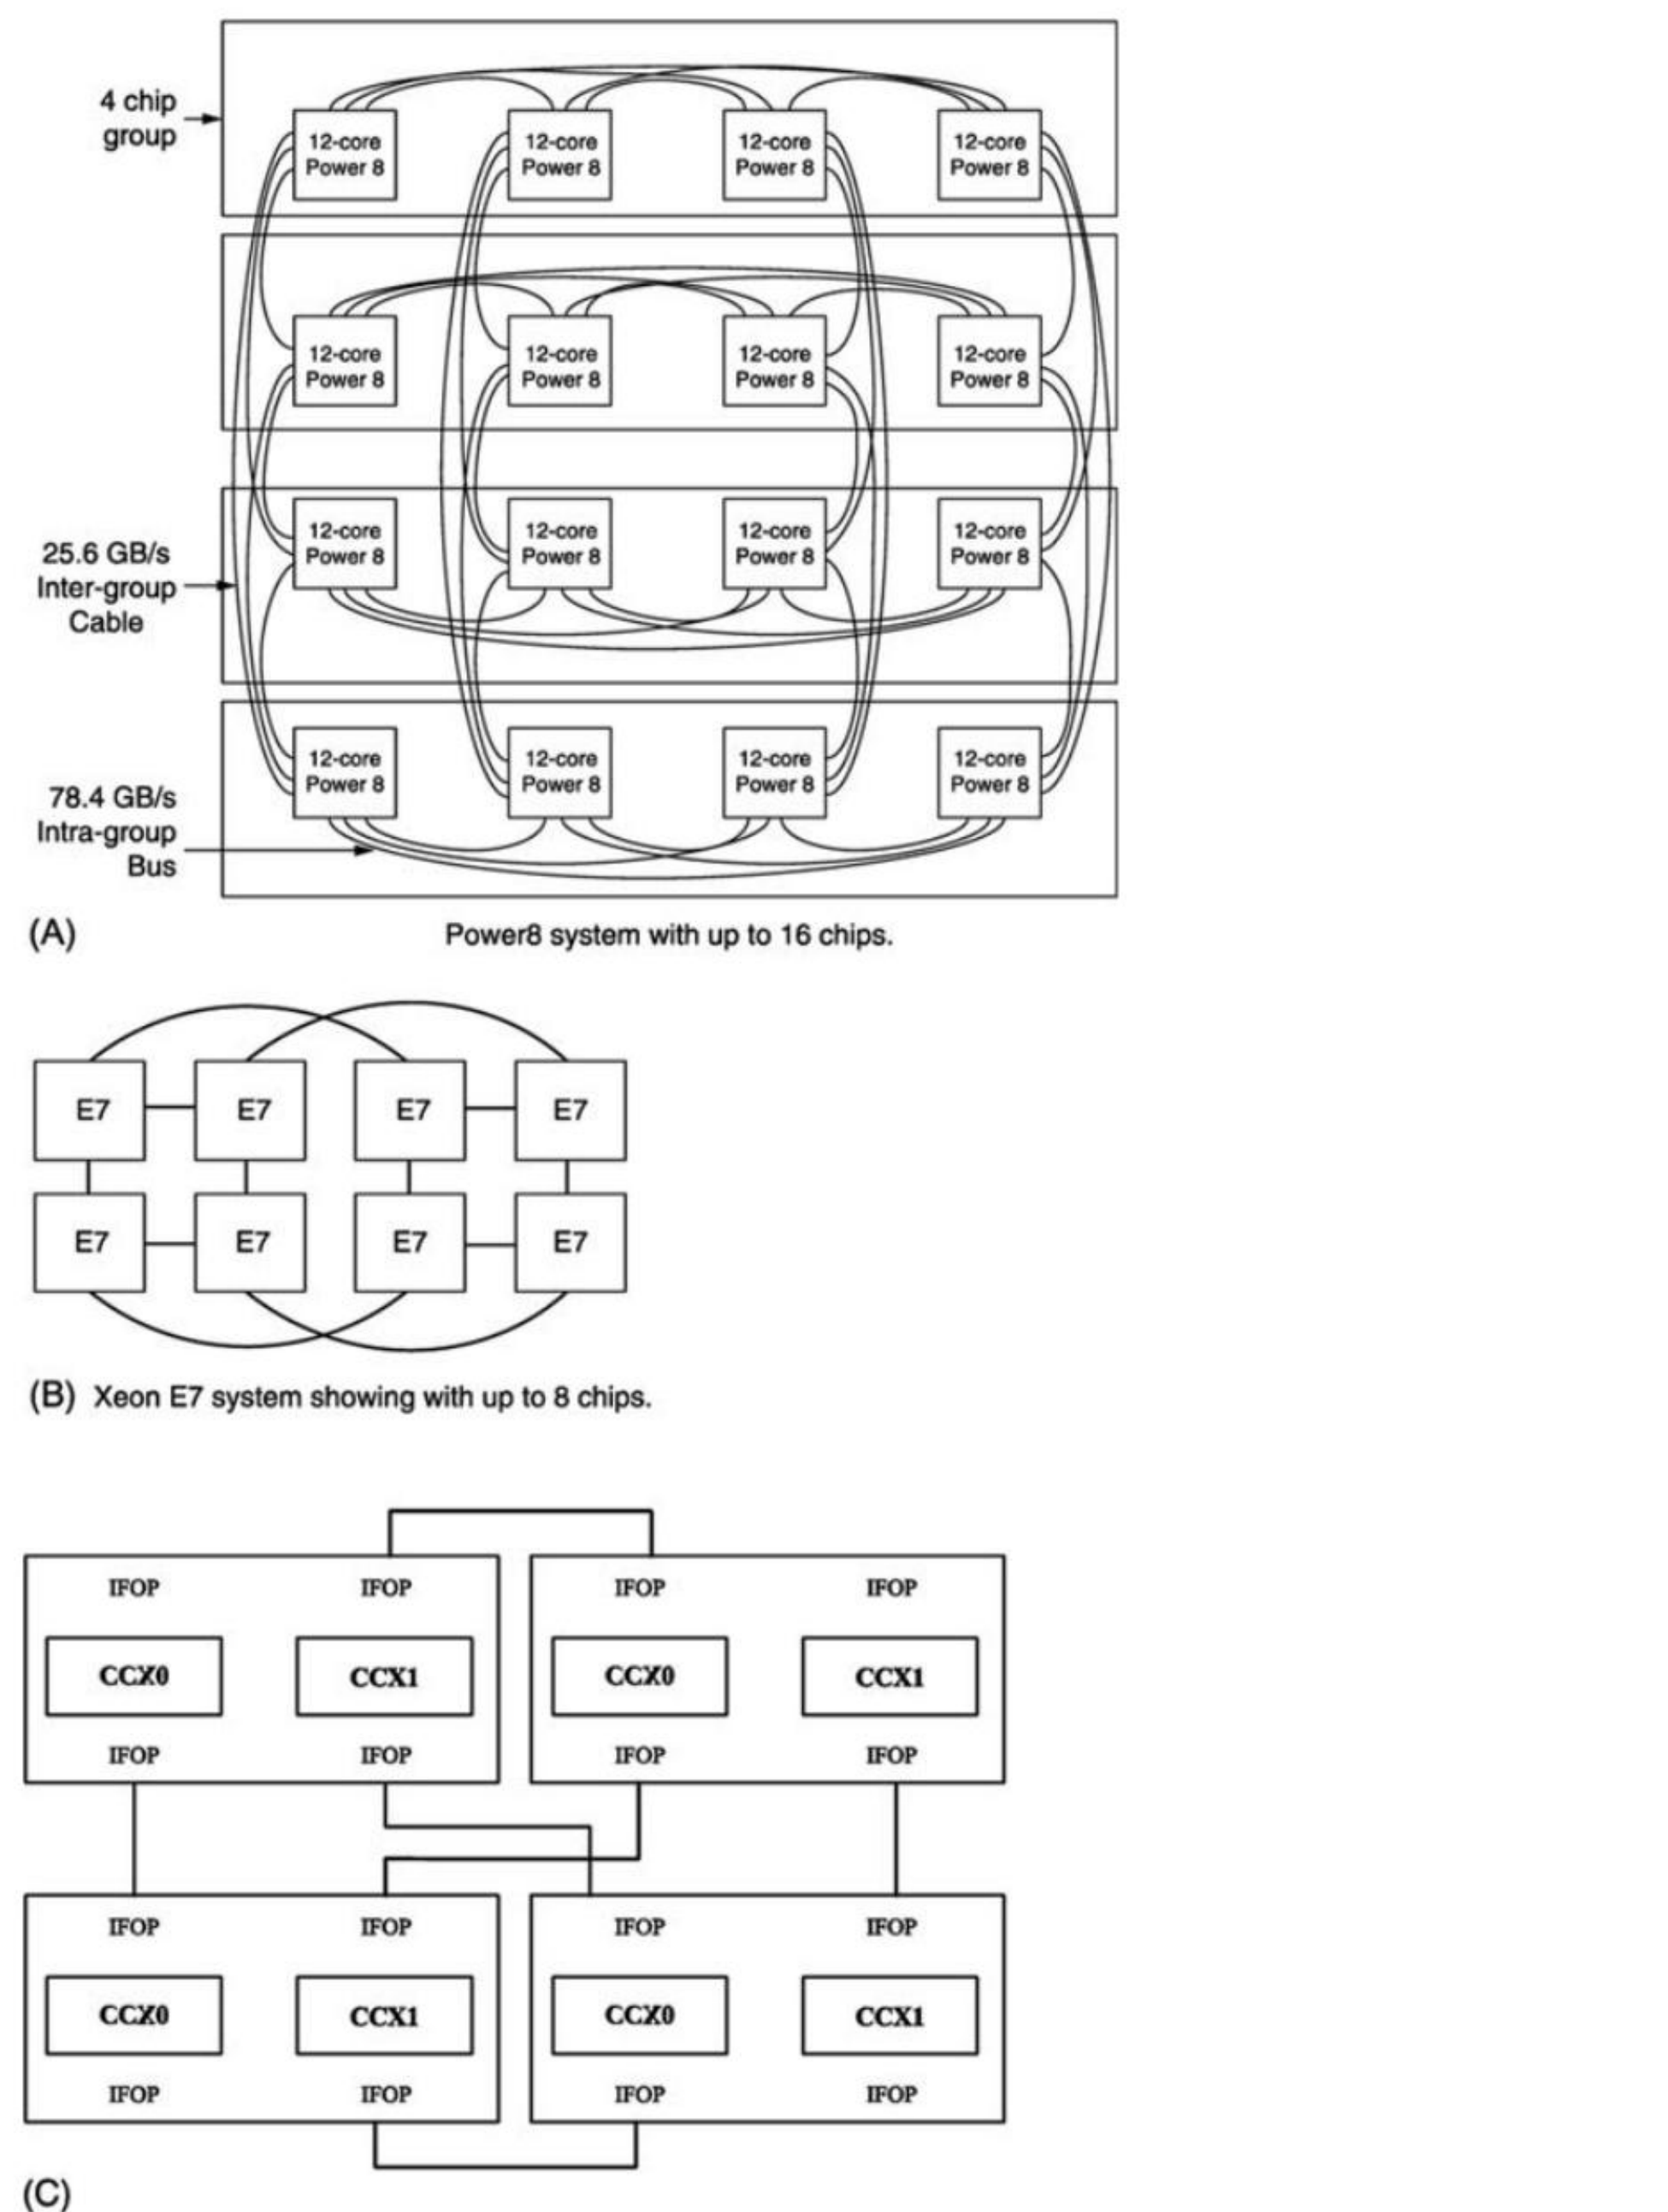 4 chip
group
12-core
Power 8
12-core
Power 8
12-core
Power 8
12-core
Power 8
12-core
Power 8
12-core
Power 8
12-core
Power 8
12-core
Power 8
25.6 GB/s
Inter-group
Cable
12-core
Power 8
12-core
Power 8
12-core
Power 8
12-core
Power 8
78.4 GB/s
Intra-group
Bus
12-core
Power 8
12-core
Power 8
12-core
Power 8
12-core
Power 8
(A)
Power8 system with up to 16 chips.
E7 E7 E7 E7
E7 E7 E7 E7
(B) Xeon E7 system showing with up to 8 chips.
IFOP IFOP IFOP IFOP
CCX0 CCX1 CCX0 CCX1
IFOP IFOP IFOP IFOP
IFOP IFOP IFOP IFOP
CCX0 CCX1 CCX0 CCX1
IFOP IFOP IFOP IFOP
(C)